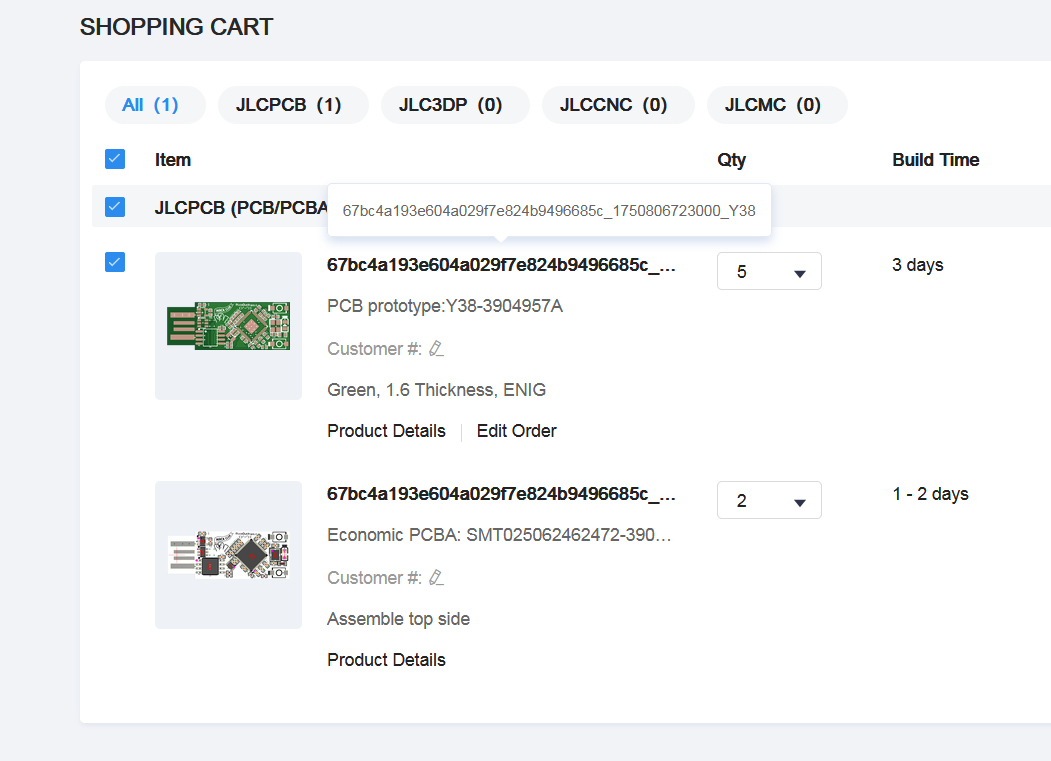 SHOPPING CART
All (1) JLCPCB (1) JLC3DP (0) JLCCNC (0) JLCMC (0)
Item Qty Build Time
JLCPCB (PCB/PCBA
67bc4a193e604a029f7e824b9496685c_1750806723000_Y38
67bc4a193e604a029f7e824b9496685c_... 5 3 days
PCB prototype:Y38-3904957A
Customer #:
Green, 1.6 Thickness, ENIG
Product Details Edit Order
67bc4a193e604a029f7e824b9496685c_... 2 1 - 2 days
Economic PCBA: SMT025062462472-390...
Customer #:
Assemble top side
Product Details